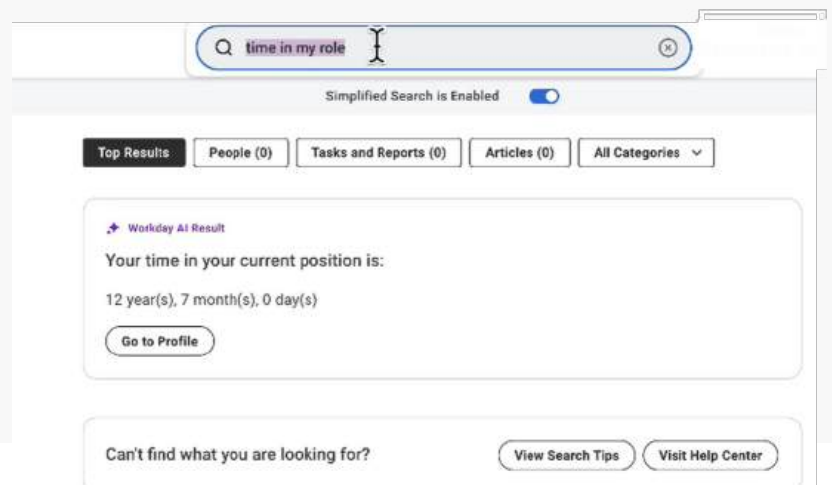 time in my role
Simplified Search is Enabled
Top Results People (0) Tasks and Reports (0) Articles (0) All Categories
Workday AI Result
Your time in your current position is:
12 year(s), 7 month(s), 0 day(s)
Go to Profile
Can't find what you are looking for? View Search Tips Visit Help Center